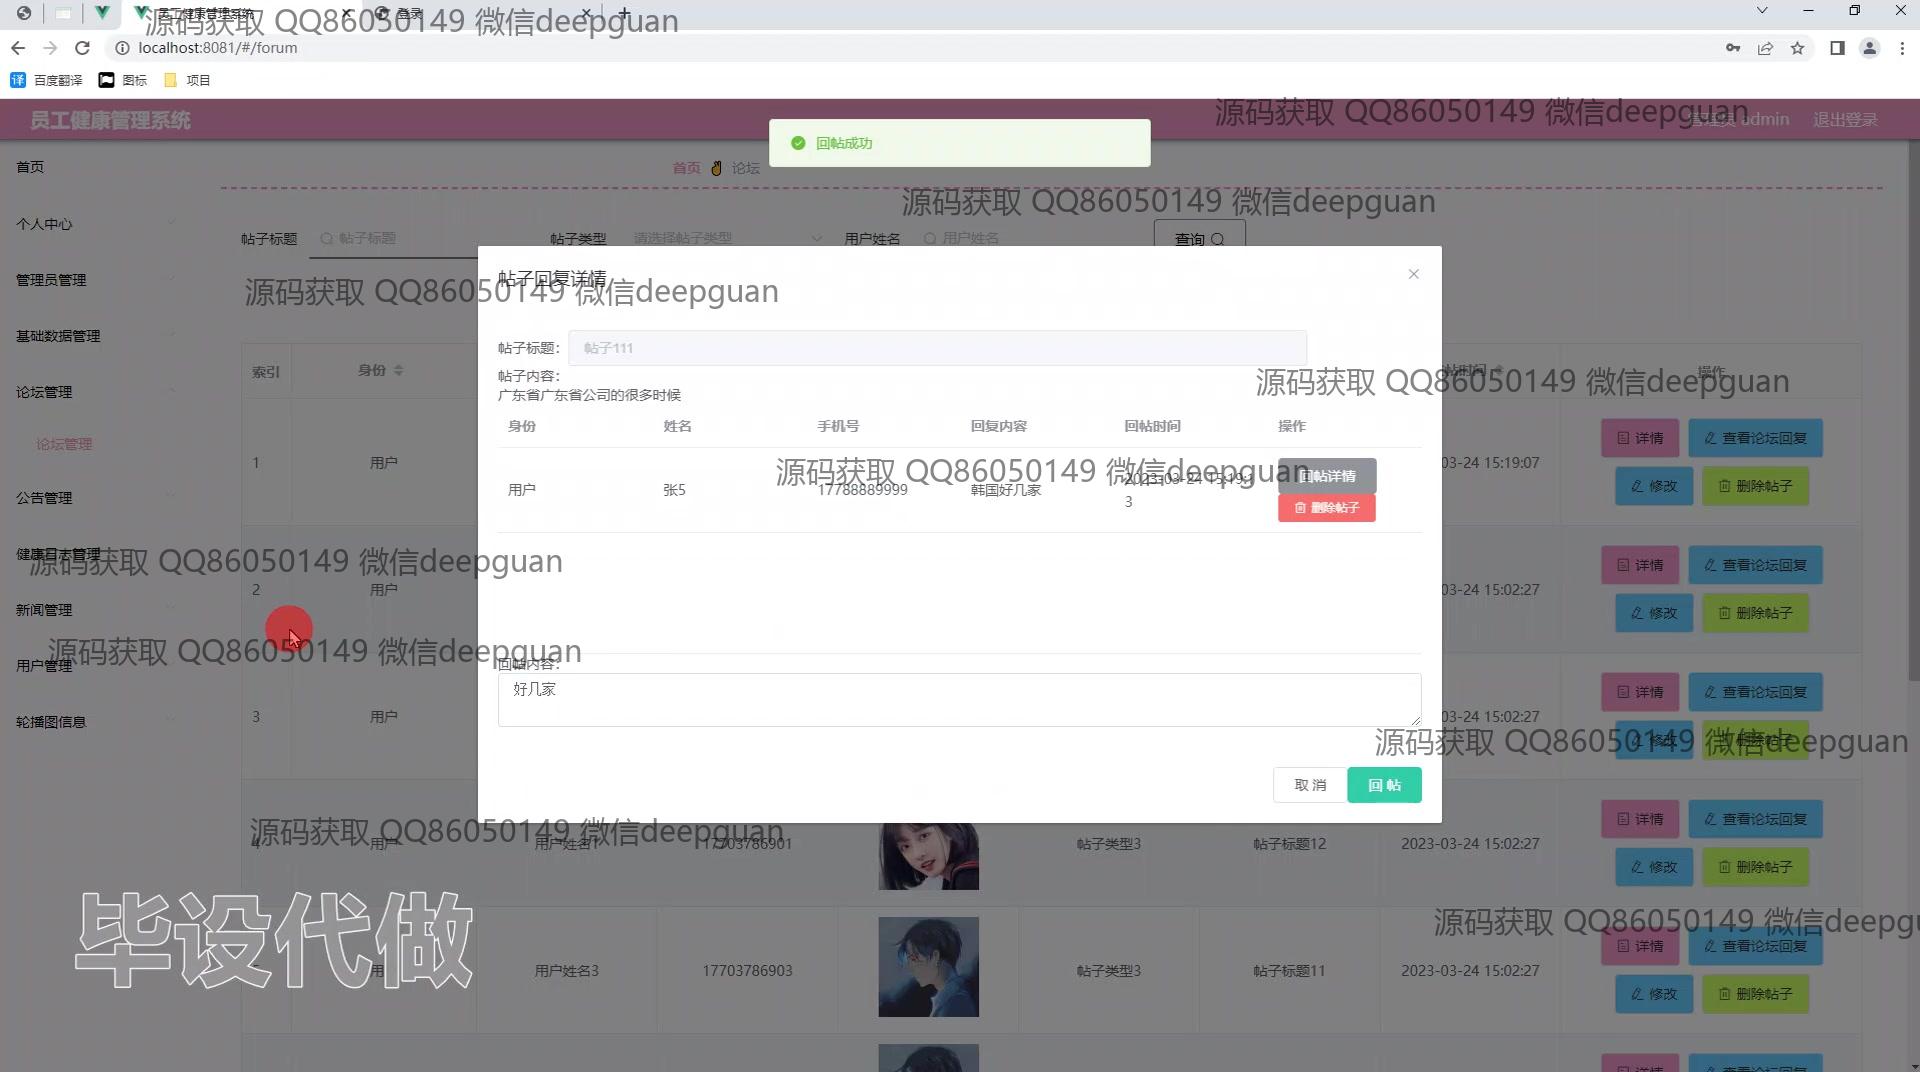 员工健康管理系统
登录
源码获取 QQ86050149 微信deepguan
localhost:8081/#/forum
百度翻译
图标
项目
员工健康管理系统
源码获取 QQ86050149 微信deepguan
管理员 admin
退出登录
回帖成功
首页
首页
论坛
源码获取 QQ86050149 微信deepguan
个人中心
帖子标题
帖子标题
帖子类型
请选择帖子类型
用户姓名
用户姓名
查询
管理员管理
帖子回复详情
源码获取 QQ86050149 微信deepguan
基础数据管理
帖子标题：
帖子111
帖子内容：
广东省广东省公司的很多时候
索引
身份
操作
源码获取 QQ86050149 微信deepguan
论坛管理
论坛管理
身份
姓名
手机号
回复内容
回帖时间
操作
1
用户
03-24 15:19:07
详情
查看论坛回复
修改
删除帖子
源码获取 QQ86050149 微信deepguan
用户
张5
17788889999
韩国好几家
2023-03-24 15:19:1
3
回帖详情
删除帖子
公告管理
健康日志管理
源码获取 QQ86050149 微信deepguan
2
用户
03-24 15:02:27
详情
查看论坛回复
修改
删除帖子
新闻管理
源码获取 QQ86050149 微信deepguan
用户管理
回帖内容：
好几家
3
用户
03-24 15:02:27
详情
查看论坛回复
修改
删除帖子
轮播图信息
源码获取 QQ86050149 微信deepguan
取 消
回 帖
源码获取 QQ86050149 微信deepguan
4
用户
用户姓名1
17703786901
帖子类型3
帖子标题12
2023-03-24 15:02:27
详情
查看论坛回复
修改
删除帖子
毕设代做
源码获取 QQ86050149 微信deepgu
用户
用户姓名3
17703786903
帖子类型3
帖子标题11
2023-03-24 15:02:27
详情
查看论坛回复
修改
删除帖子
详情
查看论坛回复